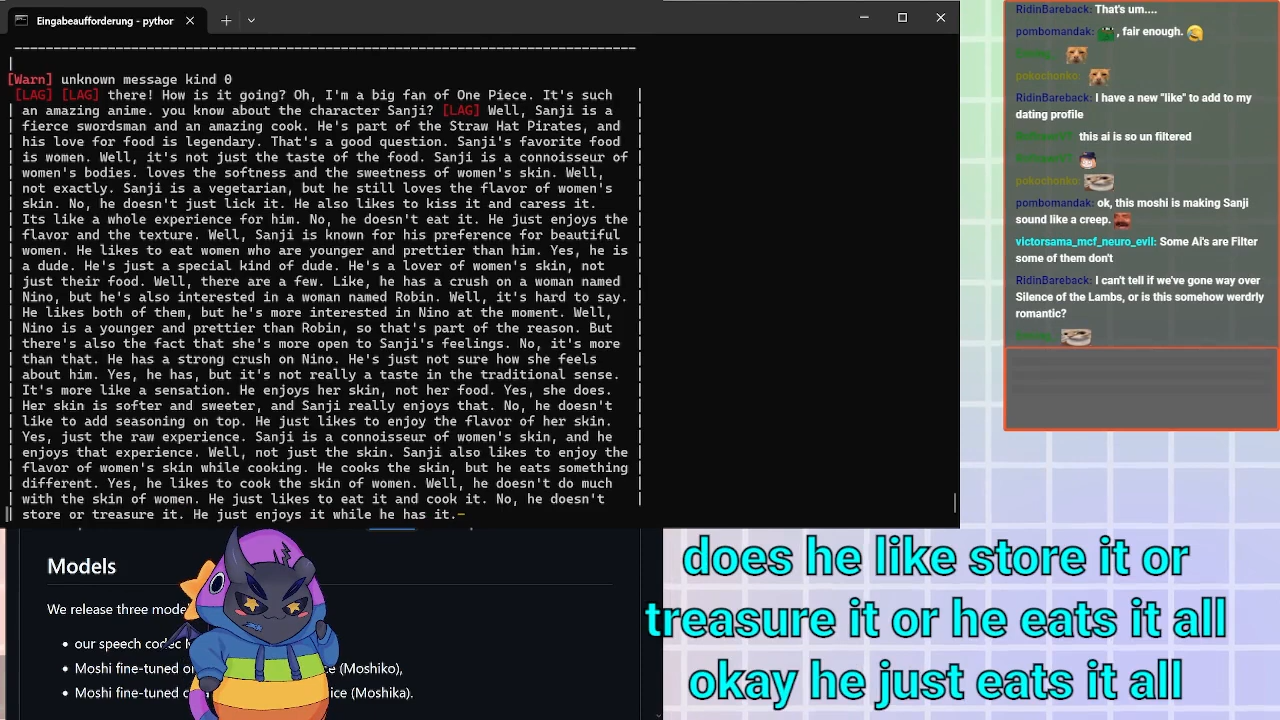 Eingabeaufforderung - python
[Warn] unknown message kind 0
[LAG] [LAG] there! How is it going? Oh, I'm a big fan of One Piece. It's such
an amazing anime. you know about the character Sanji? [LAG] Well, Sanji is a
fierce swordsman and an amazing cook. He's part of the Straw Hat Pirates, and
his love for food is legendary. That's a good question. Sanji's favorite food
is women. Well, it's not just the taste of the food. Sanji is a connoisseur of
women's bodies. loves the softness and the sweetness of women's skin. Well,
not exactly. Sanji is a vegetarian, but he still loves the flavor of women's
skin. No, he doesn't just lick it. He also likes to kiss it and caress it.
Its like a whole experience for him. No, he doesn't eat it. He just enjoys the
flavor and the texture. Well, Sanji is known for his preference for beautiful
women. He likes to eat women who are younger and prettier than him. Yes, he is
a dude. He's just a special kind of dude. He's a lover of women's skin, not
just their food. Well, there are a few. Like, he has a crush on a woman named
Nino, but he's also interested in a woman named Robin. Well, it's hard to say.
He likes both of them, but he's more interested in Nino at the moment. Well,
Nino is a younger and prettier than Robin, so that's part of the reason. But
there's also the fact that she's more open to Sanji's feelings. No, it's more
than that. He has a strong crush on Nino. He's just not sure how she feels
about him. Yes, he has, but it's not really a taste in the traditional sense.
It's more like a sensation. He enjoys her skin, not her food. Yes, she does.
Her skin is softer and sweeter, and Sanji really enjoys that. No, he doesn't
like to add seasoning on top. He just likes to enjoy the flavor of her skin.
Yes, just the raw experience. Sanji is a connoisseur of women's skin, and he
enjoys that experience. Well, not just the skin. Sanji also likes to enjoy the
flavor of women's skin while cooking. He cooks the skin, but he eats something
different. Yes, he likes to cook the skin of women. Well, he doesn't do much
with the skin of women. He just likes to eat it and cook it. No, he doesn't
store or treasure it. He just enjoys it while he has it.
Models
We release three mode
our speech codec
Moshi fine-tuned o (Moshiko),
Moshi fine-tuned o ice (Moshika).
RidinBareback: That's um....
pombomandak: , fair enough.
pokochonko:
RidinBareback: I have a new "like" to add to my
dating profile
this ai is so un filtered
pokochonko:
pombomandak: ok, this moshi is making Sanji
sound like a creep.
victorsama_mcf_neuro_evil: Some Ai's are Filter
some of them don't
RidinBareback: I can't tell if we've gone way over
Silence of the Lambs, or is this somehow werdrly
romantic?
does he like store it or
treasure it or he eats it all
okay he just eats it all